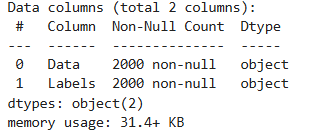 Data columns (total 2 columns):
 #   Column  Non-Null Count  Dtype
---  ------  --------------  -----
 0   Data    2000 non-null   object
 1   Labels  2000 non-null   object
dtypes: object(2)
memory usage: 31.4+ KB